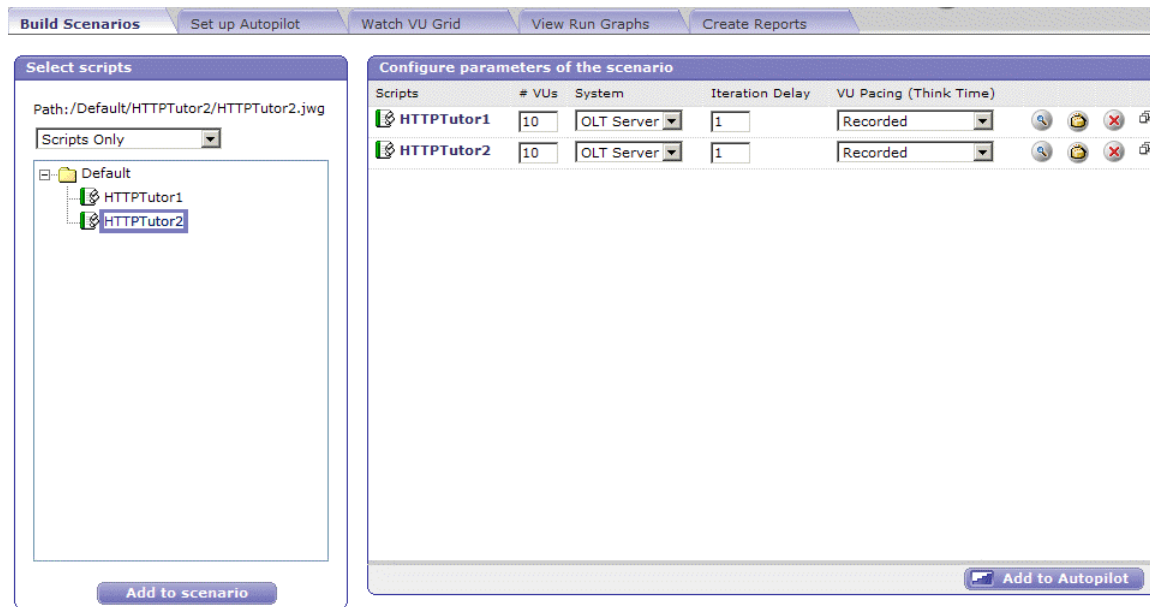 Build Scenarios Set up Autopilot Watch VU Grid View Run Graphs Create Reports
Select scripts
Path:/Default/HTTPTutor2/HTTPTutor2.jwg
Scripts Only
Default
HTTPTutor1
HTTPTutor2
Add to scenario
Configure parameters of the scenario
Scripts # VUs System Iteration Delay VU Pacing (Think Time)
HTTPTutor1 10 OLT Server 1 Recorded
HTTPTutor2 10 OLT Server 1 Recorded
Add to Autopilot